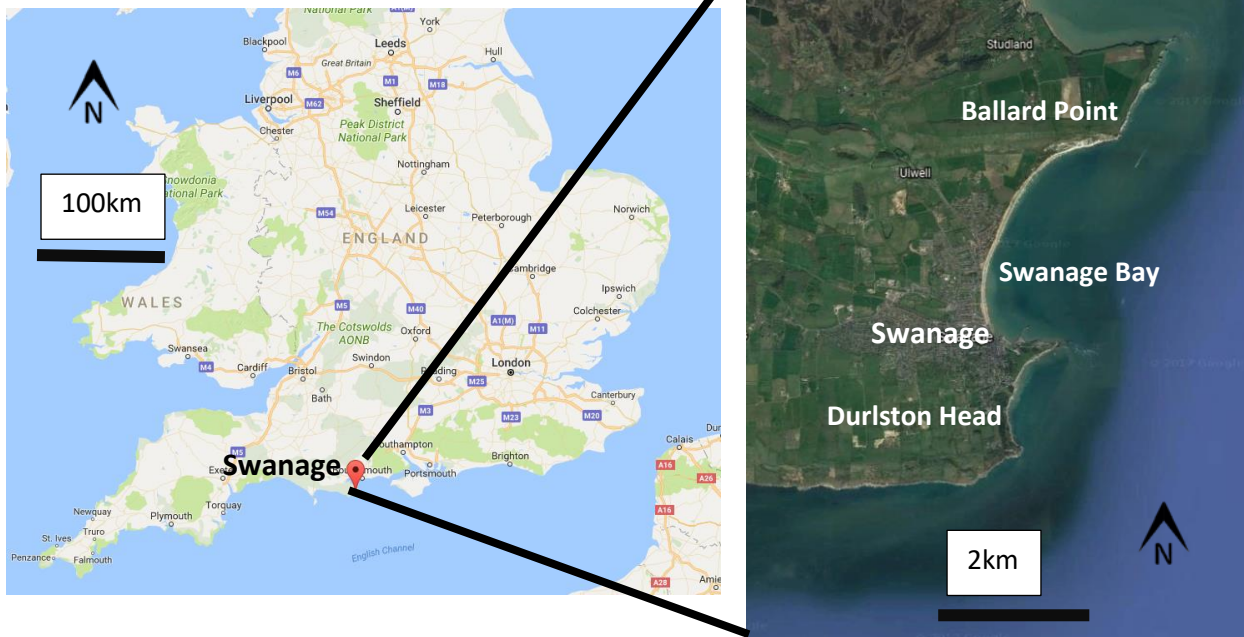 National
Park
York
Blackpool
Leeds
Hull
M6
Great Britain
M1
M18
N
M62
Liverpool
Sheffield
Chester
Peak District
National Park
Snowdonia
National Park
100km
Nottingham
M54
Leicester
Peterborough
Norwich
ENGLAND
Cambridge
WALES
M5
M40
Ipswich
Colchester
The Cotswolds
AONB
A1(M)
M11
Oxford
Swansea
M4
Cardiff
Swindon
London
Bristol
Reading
M25
Bath
M3
M23
Canterbury
M20
Southampton
Calais
M5
Swanage
Portsmouth
Brighton
A16
A26
Torquay
Newquay
Plymouth
A16
St. Ives
Truro
Penzance
Falmouth
English Channel
A28
Studland
Ballard Point
Ulwell
Swanage Bay
Swanage
Durlston Head
2km
N